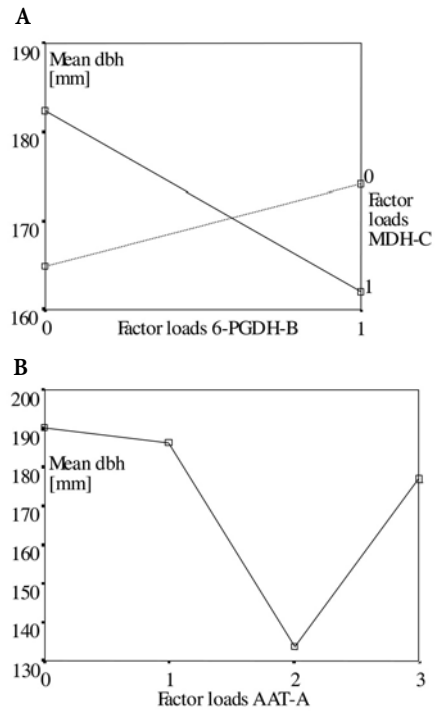 A
190
Mean dbh
[mm]
180
170
160
0
Factor
loads
MDH-C
1
0
Factor loads 6-PGDH-B
1
B
200
190
Mean dbh
[mm]
180
170
160
150
140
130
0
1
2
3
Factor loads AAT-A